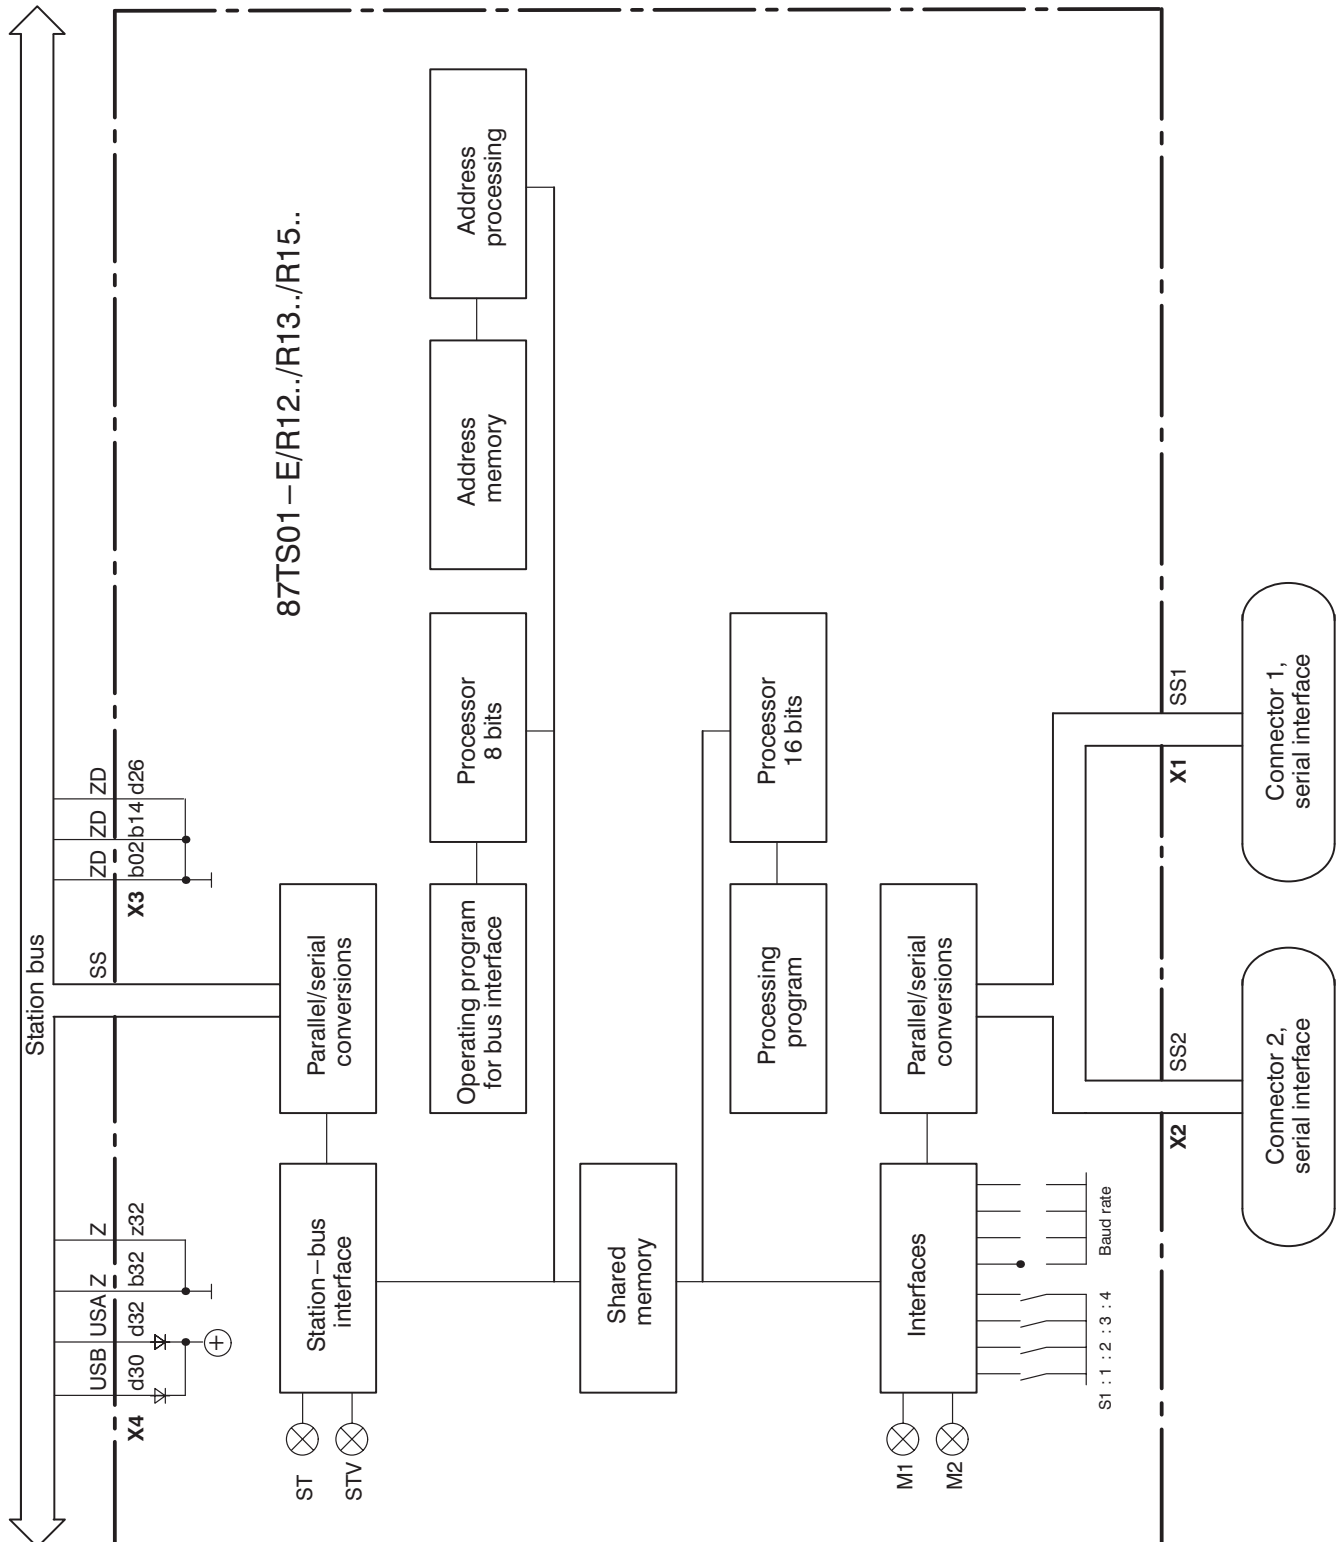 Station bus
USB
USA
Z
Z
SS
ZD
ZD
ZD
X4
d30
d32
b32
z32
X3
b02
b14
d26
87TS01–E/R12../R13../R15..
ST
STV
Station–bus
interface
Parallel/serial
conversions
Operating program
for bus interface
Processor
8 bits
Address
memory
Address
processing
Shared
memory
Processing
program
Processor
16 bits
M1
M2
Interfaces
Parallel/serial
conversions
S1 : 1 : 2 : 3 : 4
Baud rate
X2
SS2
X1
SS1
Connector 2,
serial interface
Connector 1,
serial interface